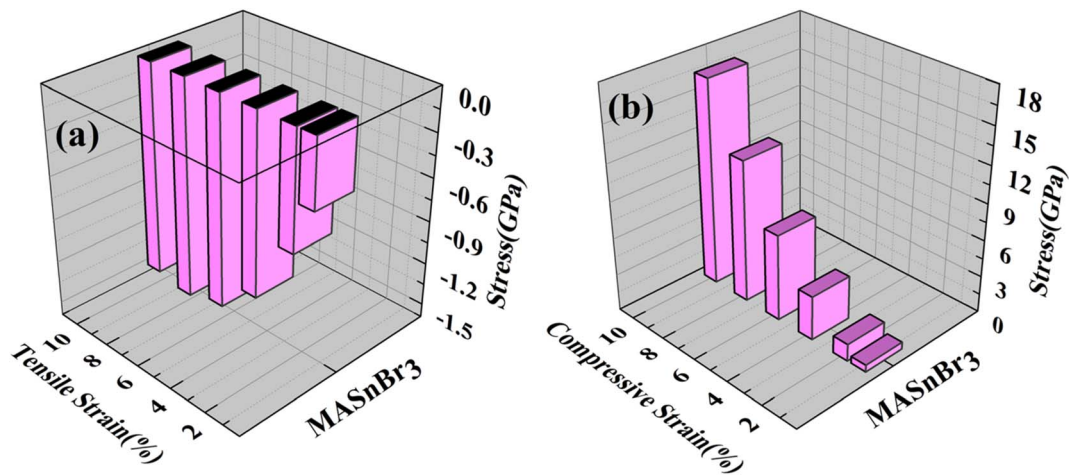 (a)
0.0
-0.3
-0.6
-0.9
-1.2
-1.5
Stress(GPa)
10
8
6
4
2
Tensile Strain(%)
MASnBr3
(b)
18
15
12
9
6
3
0
Stress(GPa)
10
8
6
4
2
Compressive Strain(%)
MASnBr3